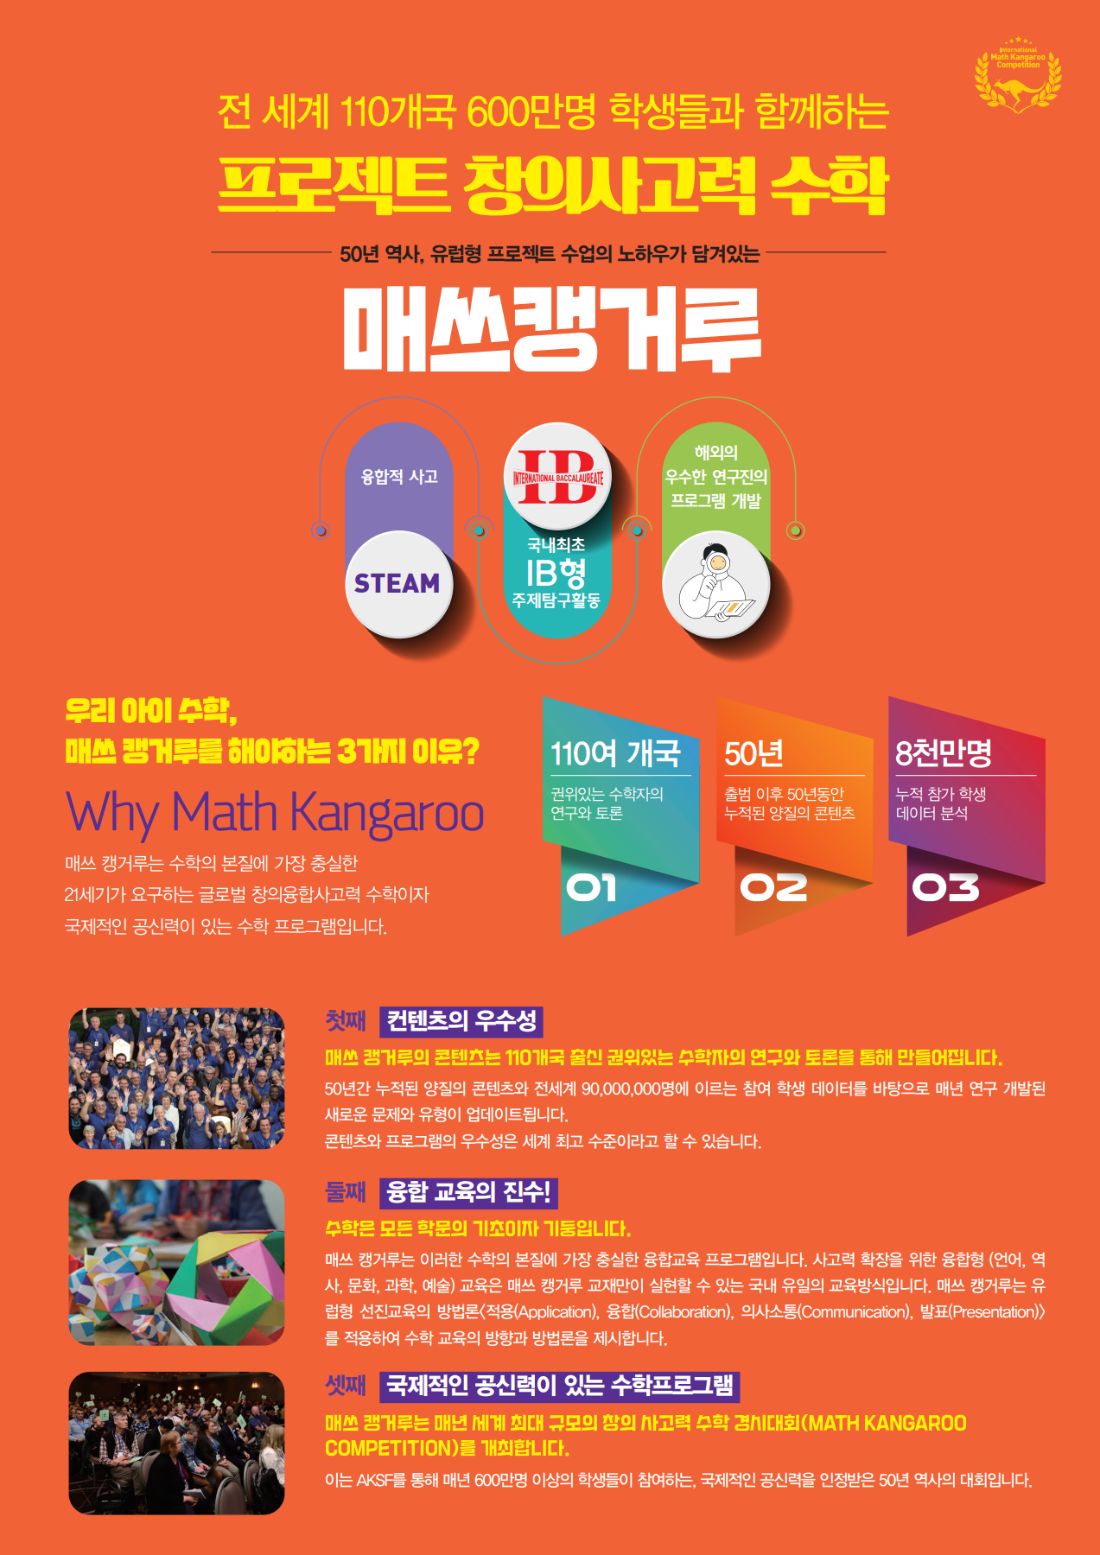 International
Math Kangaroo
Competition
전 세계 110개국 600만명 학생들과 함께하는
프로젝트 창의사고력 수학
50년 역사, 유럽형 프로젝트 수업의 노하우가 담겨있는
매쓰캥거루
융합적 사고
STEAM
IB
INTERNATIONAL BACCALAUREATE
국내최초
IB형
주제탐구활동
해외의
우수한 연구진의
프로그램 개발
우리 아이 수학,
매쓰 캥거루를 해야하는 3가지 이유?
Why Math Kangaroo
매쓰 캥거루는 수학의 본질에 가장 충실한
21세기가 요구하는 글로벌 창의융합사고력 수학이자
국제적인 공신력이 있는 수학 프로그램입니다.
110여 개국
권위있는 수학자의
연구와 토론
01
50년
출범 이후 50년동안
누적된 양질의 콘텐츠
02
8천만명
누적 참가 학생
데이터 분석
03
첫째 컨텐츠의 우수성
매쓰 캥거루의 콘텐츠는 110개국 출신 권위있는 수학자의 연구와 토론을 통해 만들어집니다.
50년간 누적된 양질의 콘텐츠와 전세계 90,000,000명에 이르는 참여 학생 데이터를 바탕으로 매년 연구 개발된
새로운 문제와 유형이 업데이트됩니다.
콘텐츠와 프로그램의 우수성은 세계 최고 수준이라고 할 수 있습니다.
둘째 융합 교육의 진수!
수학은 모든 학문의 기초이자 기둥입니다.
매쓰 캥거루는 이러한 수학의 본질에 가장 충실한 융합교육 프로그램입니다. 사고력 확장을 위한 융합형 (언어, 역
사, 문화, 과학, 예술) 교육은 매쓰 캥거루 교재만이 실현할 수 있는 국내 유일의 교육방식입니다. 매쓰 캥거루는 유
럽형 선진교육의 방법론〈적용(Application), 융합(Collaboration), 의사소통(Communication), 발표(Presentation)〉
를 적용하여 수학 교육의 방향과 방법론을 제시합니다.
셋째 국제적인 공신력이 있는 수학프로그램
매쓰 캥거루는 매년 세계 최대 규모의 창의 사고력 수학 경시대회(MATH KANGAROO
COMPETITION)를 개최합니다.
이는 AKSF를 통해 매년 600만명 이상의 학생들이 참여하는, 국제적인 공신력을 인정받은 50년 역사의 대회입니다.